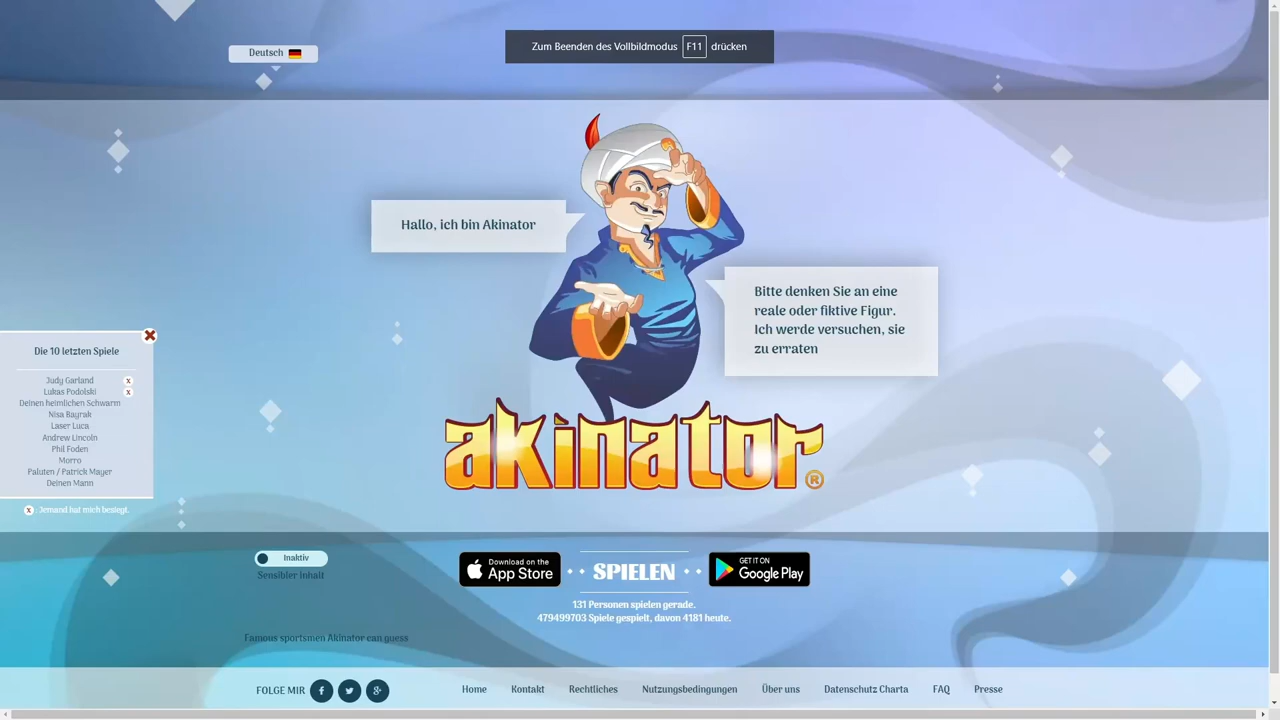 Deutsch
Zum Beenden des Vollbildmodus F11 drücken
Hallo, ich bin Akinator
Bitte denken Sie an eine
reale oder fiktive Figur.
Ich werde versuchen, sie
zu erraten
Die 10 letzten Spiele
Judy Garland x
Lukas Podolski x
Deinen heimlichen Schwarm
Nisa Bayrak
Laser Luca
Andrew Lincoln
Phil Foden
Morro
Paluten / Patrick Mayer
Deinen Mann
x : Jemand hat mich besiegt.
akinator ®
Inaktiv
Sensibler inhalt
Download on the
App Store
SPIELEN
GET IT ON
Google Play
131 Personen spielen gerade.
479499703 Spiele gespielt, davon 4181 heute.
Famous sportsmen Akinator can guess
FOLGE MIR
Home Kontakt Rechtliches Nutzungsbedingungen Über uns Datenschutz Charta FAQ Presse